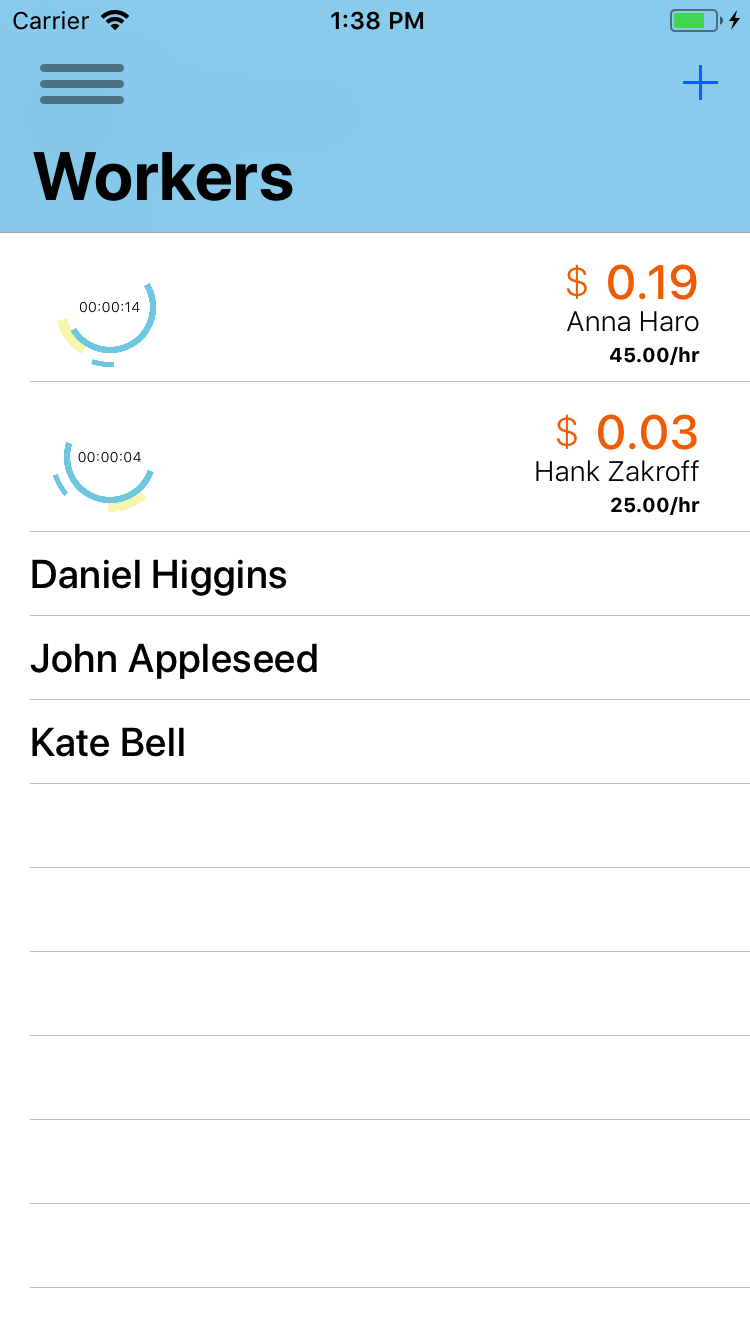 Carrier 1:38 PM
Workers
00:00:14
$ 0.19
Anna Haro
45.00/hr
00:00:04
$ 0.03
Hank Zakroff
25.00/hr
Daniel Higgins
John Appleseed
Kate Bell